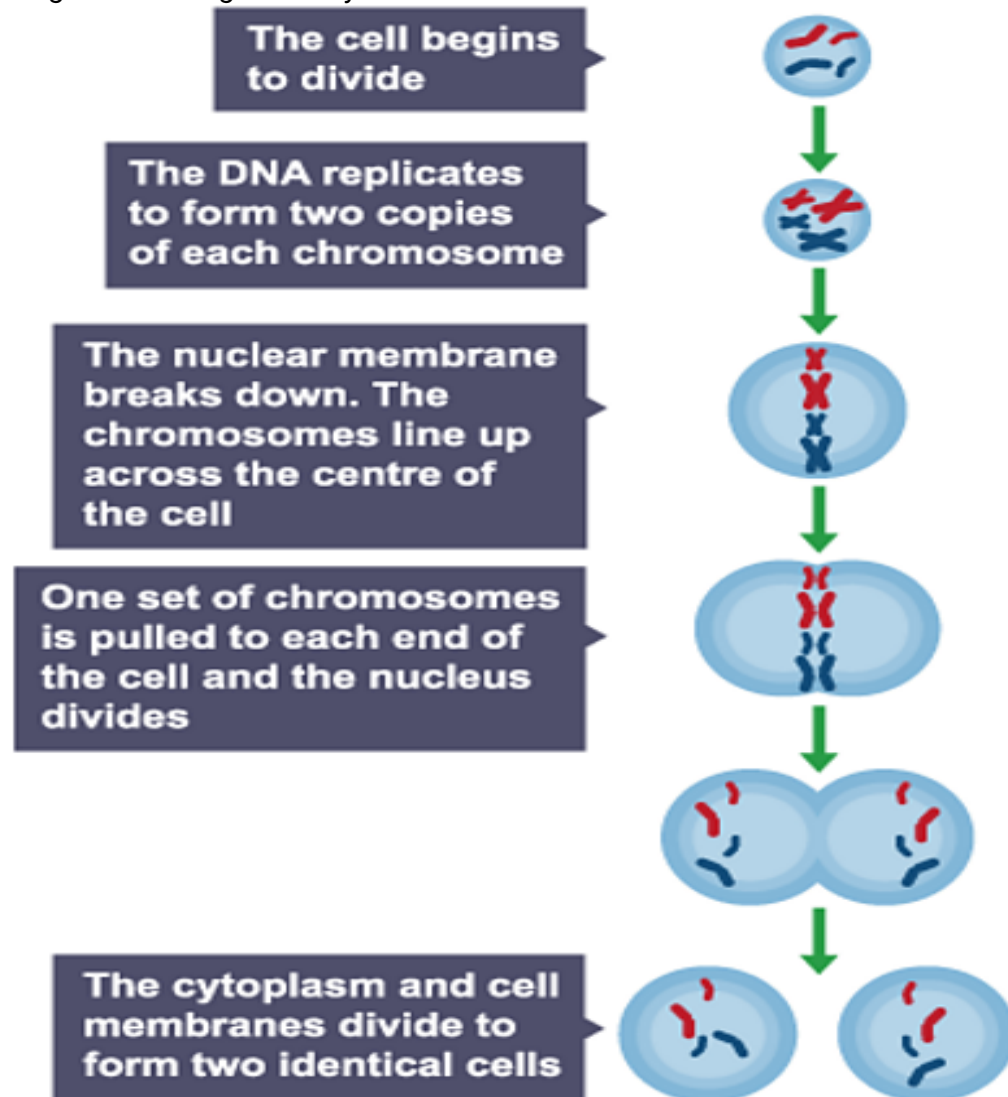 The cell begins
to divide
The DNA replicates
to form two copies
of each chromosome
The nuclear membrane
breaks down. The
chromosomes line up
across the centre of
the cell
One set of chromosomes
is pulled to each end of
the cell and the nucleus
divides
The cytoplasm and cell
membranes divide to
form two identical cells